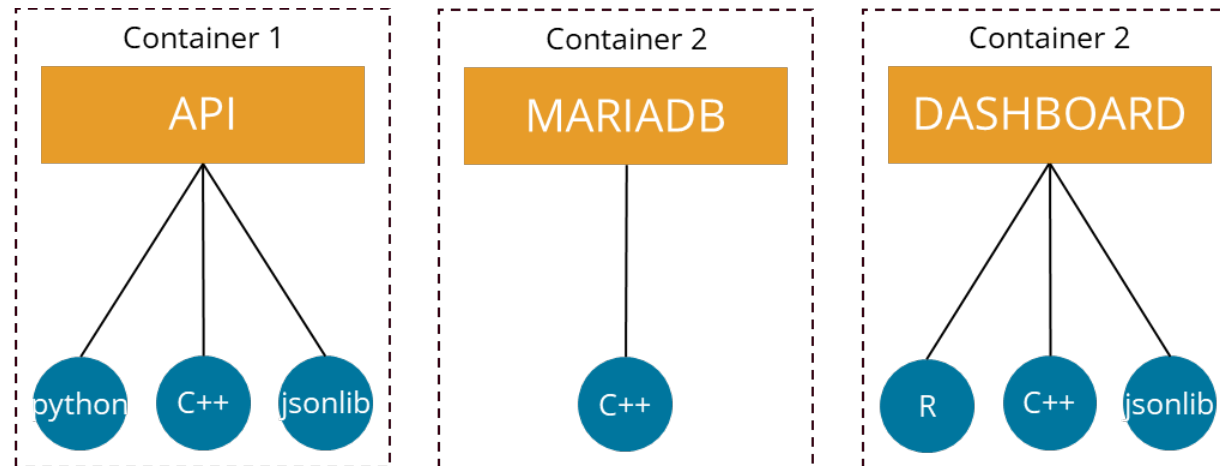 Container 1
API
python
C++
jsonlib
Container 2
MARIADB
C++
Container 2
DASHBOARD
R
C++
jsonlib